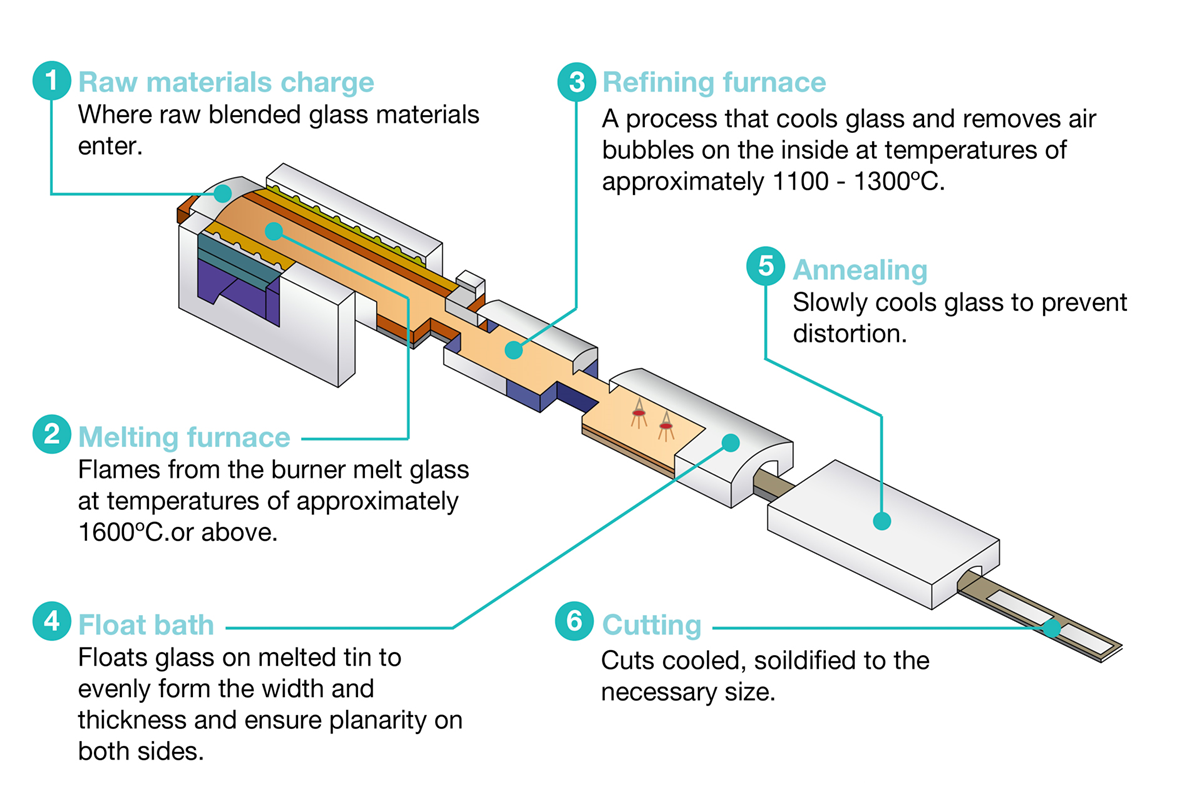 1 Raw materials charge
Where raw blended glass materials
enter.
2 Melting furnace
Flames from the burner melt glass
at temperatures of approximately
1600ºC.or above.
3 Refining furnace
A process that cools glass and removes air
bubbles on the inside at temperatures of
approximately 1100 - 1300ºC.
4 Float bath
Floats glass on melted tin to
evenly form the width and
thickness and ensure planarity on
both sides.
5 Annealing
Slowly cools glass to prevent
distortion.
6 Cutting
Cuts cooled, soildified to the
necessary size.